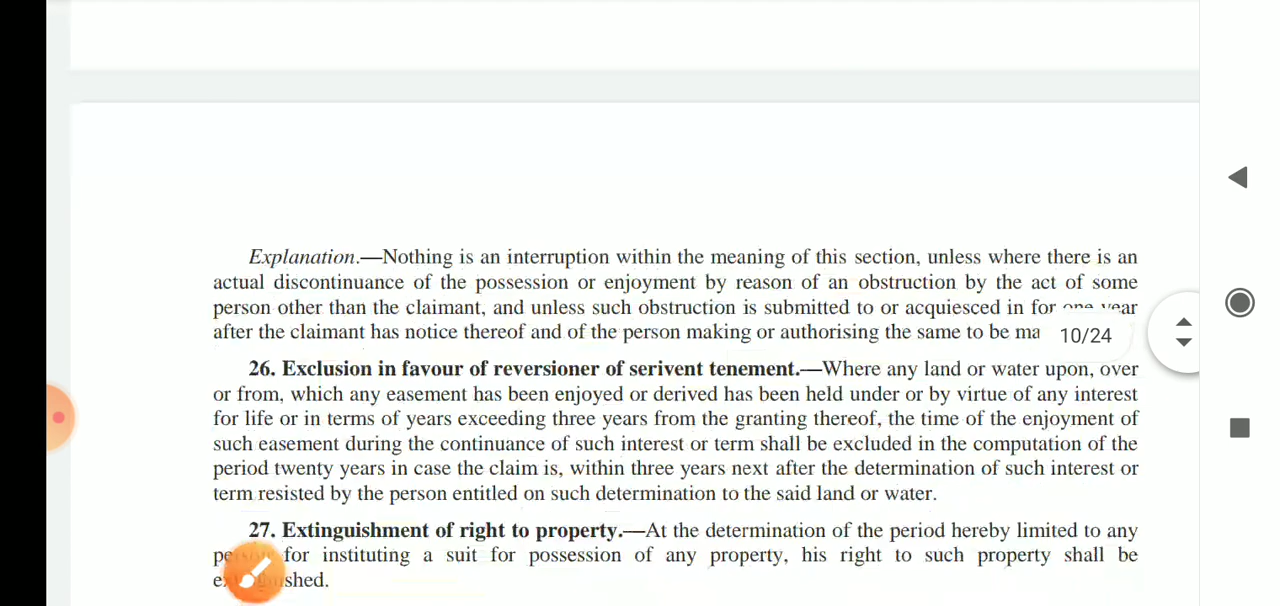 Explanation.—Nothing is an interruption within the meaning of this section, unless where there is an
actual discontinuance of the possession or enjoyment by reason of an obstruction by the act of some
person other than the claimant, and unless such obstruction is submitted to or acquiesced in for one year
after the claimant has notice thereof and of the person making or authorising the same to be
10/24
26. Exclusion in favour of reversioner of serivent tenement.—Where any land or water upon, over
or from, which any easement has been enjoyed or derived has been held under or by virtue of any interest
for life or in terms of years exceeding three years from the granting thereof, the time of the enjoyment of
such easement during the continuance of such interest or term shall be excluded in the computation of the
period twenty years in case the claim is, within three years next after the determination of such interest or
term resisted by the person entitled on such determination to the said land or water.
27. Extinguishment of right to property.—At the determination of the period hereby limited to any
for instituting a suit for possession of any property, his right to such property shall be